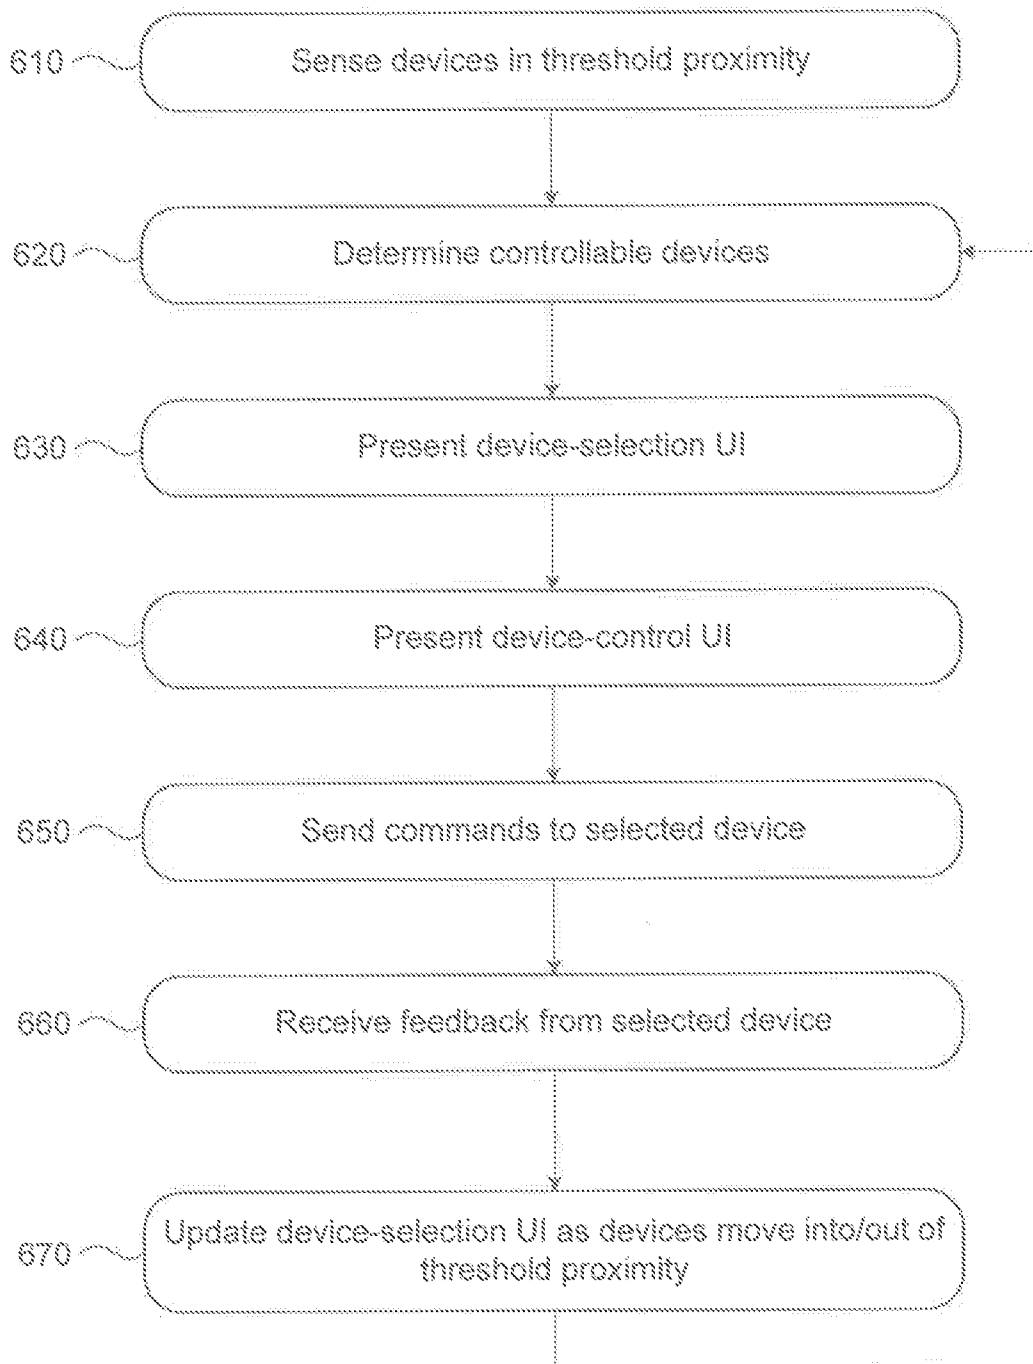 610 Sense devices in threshold proximity
620 Determine controllable devices
630 Present device-selection UI
640 Present device-control UI
650 Send commands to selected device
660 Receive feedback from selected device
670 Update device-selection UI as devices move into/out of
threshold proximity